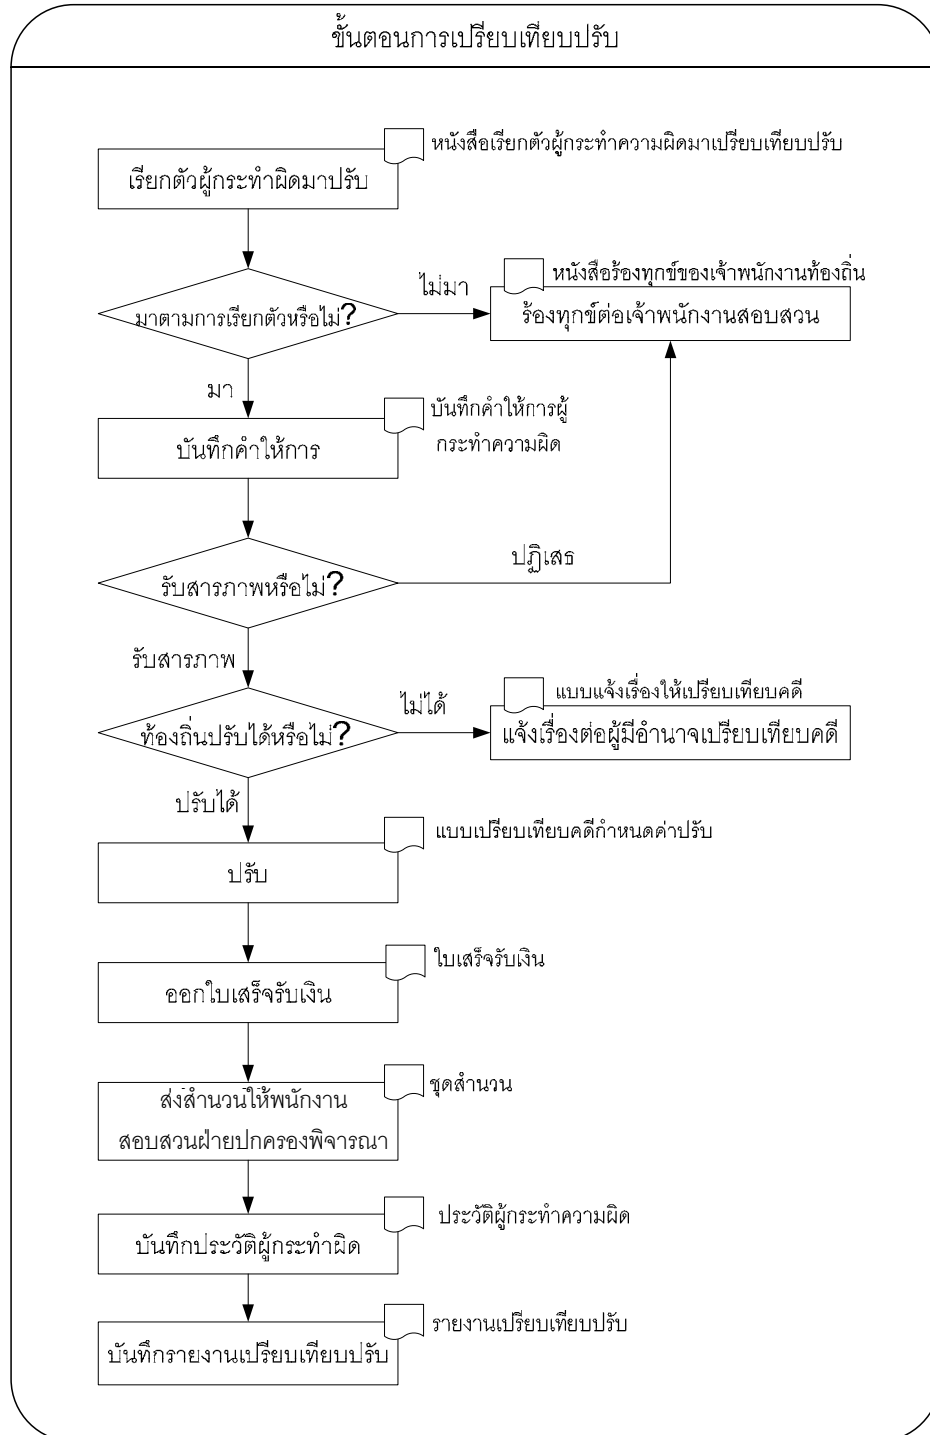 ขั้นตอนการเปรียบเทียบปรับ
หนังสือเรียกตัวผู้กระทำความผิดมาเปรียบเทียบปรับ
เรียกตัวผู้กระทำผิดมาปรับ
หนังสือร้องทุกข์ของเจ้าพนักงานท้องถิ่น
ไม่มา
มาตามการเรียกตัวหรือไม่?
ร้องทุกข์ต่อเจ้าพนักงานสอบสวน
มา
บันทึกคำให้การผู้
กระทำความผิด
บันทึกคำให้การ
ปฏิเสธ
รับสารภาพหรือไม่?
รับสารภาพ
แบบแจ้งเรื่องให้เปรียบเทียบคดี
ไม่ได้
ท้องถิ่นปรับได้หรือไม่?
แจ้งเรื่องต่อผู้มีอำนาจเปรียบเทียบคดี
ปรับได้
แบบเปรียบเทียบคดีกำหนดค่าปรับ
ปรับ
ใบเสร็จรับเงิน
ออกใบเสร็จรับเงิน
ชุดสำนวน
ส่งสำนวนให้พนักงาน
สอบสวนฝ่ายปกครองพิจารณา
ประวัติผู้กระทำความผิด
บันทึกประวัติผู้กระทำผิด
รายงานเปรียบเทียบปรับ
บันทึกรายงานเปรียบเทียบปรับ